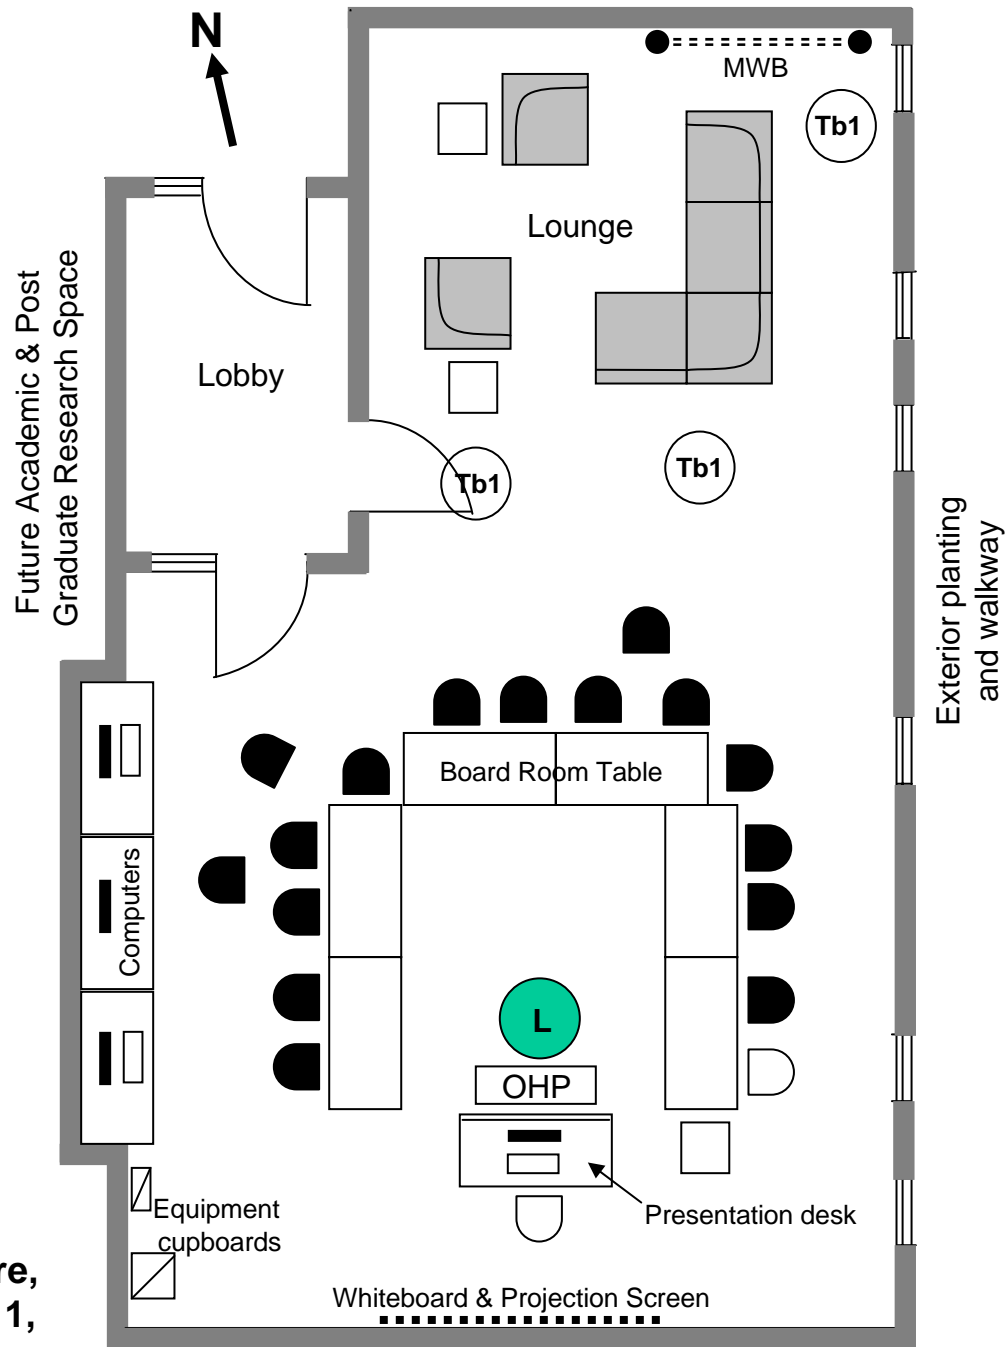 N
MWB
Tb1
Lounge
Future Academic & Post
Graduate Research Space
Lobby
Tb1
Tb1
Exterior planting
and walkway
Board Room Table
Computers
L
OHP
Equipment
cupboards
Presentation desk
re,
1,
Whiteboard & Projection Screen